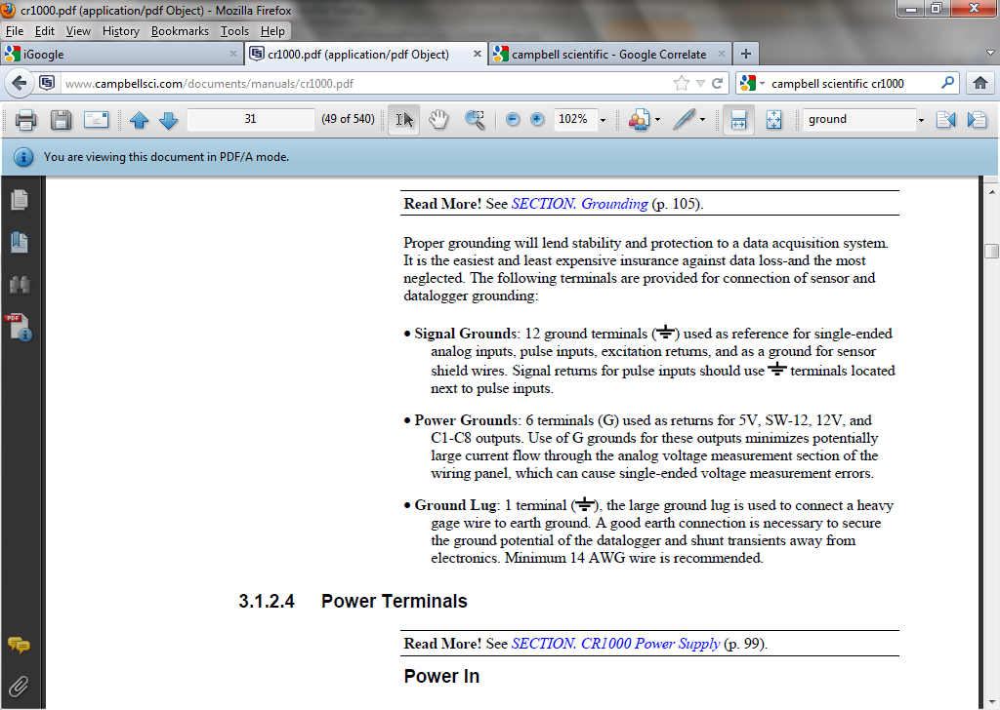 cr1000.pdf (application/pdf Object) - Mozilla Firefox
File Edit View History Bookmarks Tools Help
iGoogle
cr1000.pdf (application/pdf Object)
campbell scientific - Google Correlate
www.campbellsci.com/documents/manuals/cr1000.pdf
campbell scientific cr1000
31
(49 of 540)
102%
ground
You are viewing this document in PDF/A mode.
PDF
Read More! See SECTION. Grounding (p. 105).
Proper grounding will lend stability and protection to a data acquisition system.
It is the easiest and least expensive insurance against data loss-and the most
neglected. The following terminals are provided for connection of sensor and
datalogger grounding:
• Signal Grounds: 12 ground terminals (⏚) used as reference for single-ended
analog inputs, pulse inputs, excitation returns, and as a ground for sensor
shield wires. Signal returns for pulse inputs should use ⏚ terminals located
next to pulse inputs.
• Power Grounds: 6 terminals (G) used as returns for 5V, SW-12, 12V, and
C1-C8 outputs. Use of G grounds for these outputs minimizes potentially
large current flow through the analog voltage measurement section of the
wiring panel, which can cause single-ended voltage measurement errors.
• Ground Lug: 1 terminal (⏚), the large ground lug is used to connect a heavy
gage wire to earth ground. A good earth connection is necessary to secure
the ground potential of the datalogger and shunt transients away from
electronics. Minimum 14 AWG wire is recommended.
3.1.2.4 Power Terminals
Read More! See SECTION. CR1000 Power Supply (p. 99).
Power In